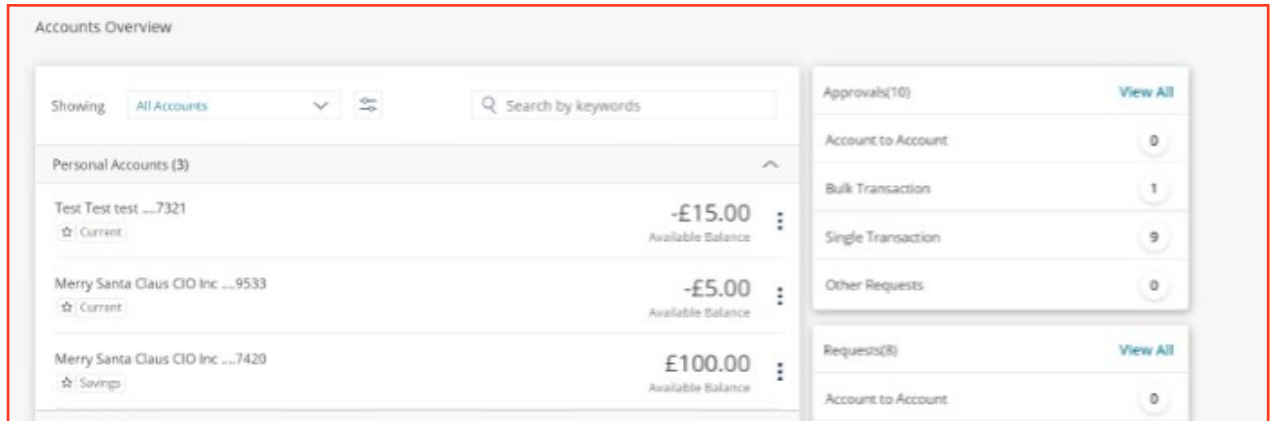 Accounts Overview
Showing All Accounts Search by keywords
Personal Accounts (3)
Test Test test ....7321
Current
-£15.00
Available Balance
Merry Santa Claus CIO Inc ....9533
Current
-£5.00
Available Balance
Merry Santa Claus CIO Inc ....7420
Savings
£100.00
Available Balance
Approvals(10) View All
Account to Account 0
Bulk Transaction 1
Single Transaction 9
Other Requests 0
Requests(8) View All
Account to Account 0